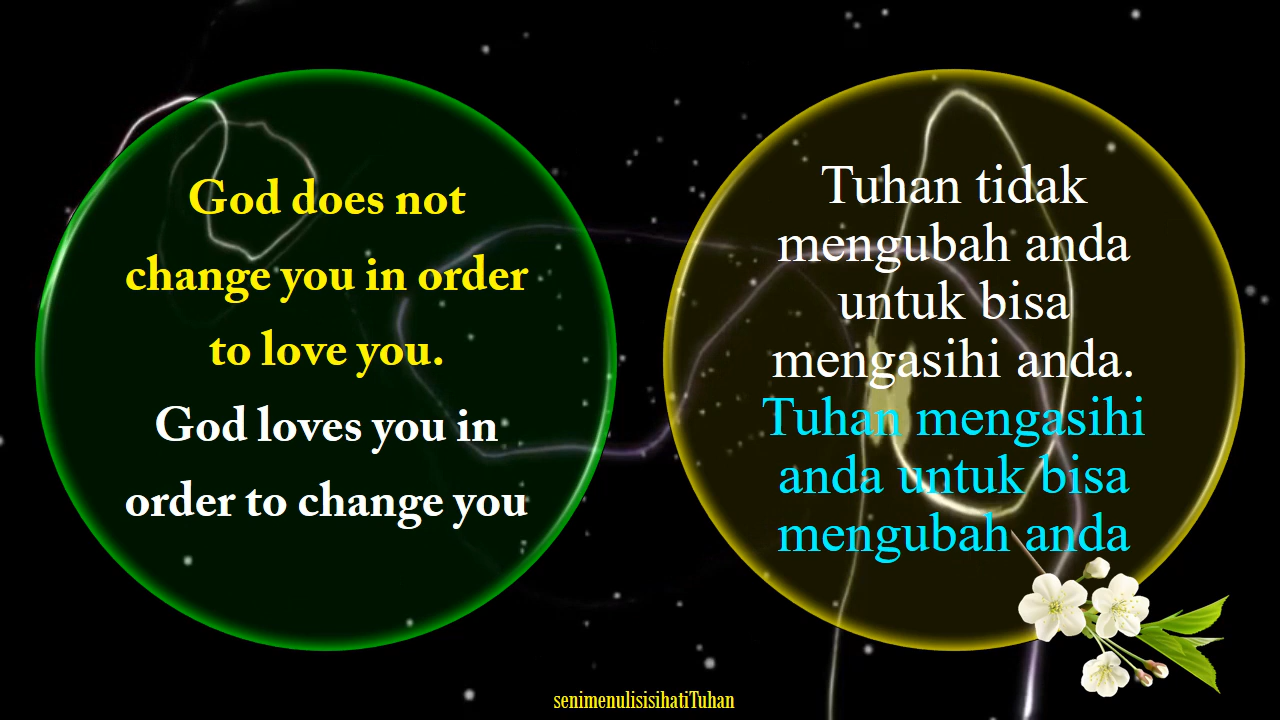 God does not
change you in order
to love you.
God loves you in
order to change you
Tuhan tidak
mengubah anda
untuk bisa
mengasihi anda.
Tuhan mengasihi
anda untuk bisa
mengubah anda
senimenulisisihatiTuhan